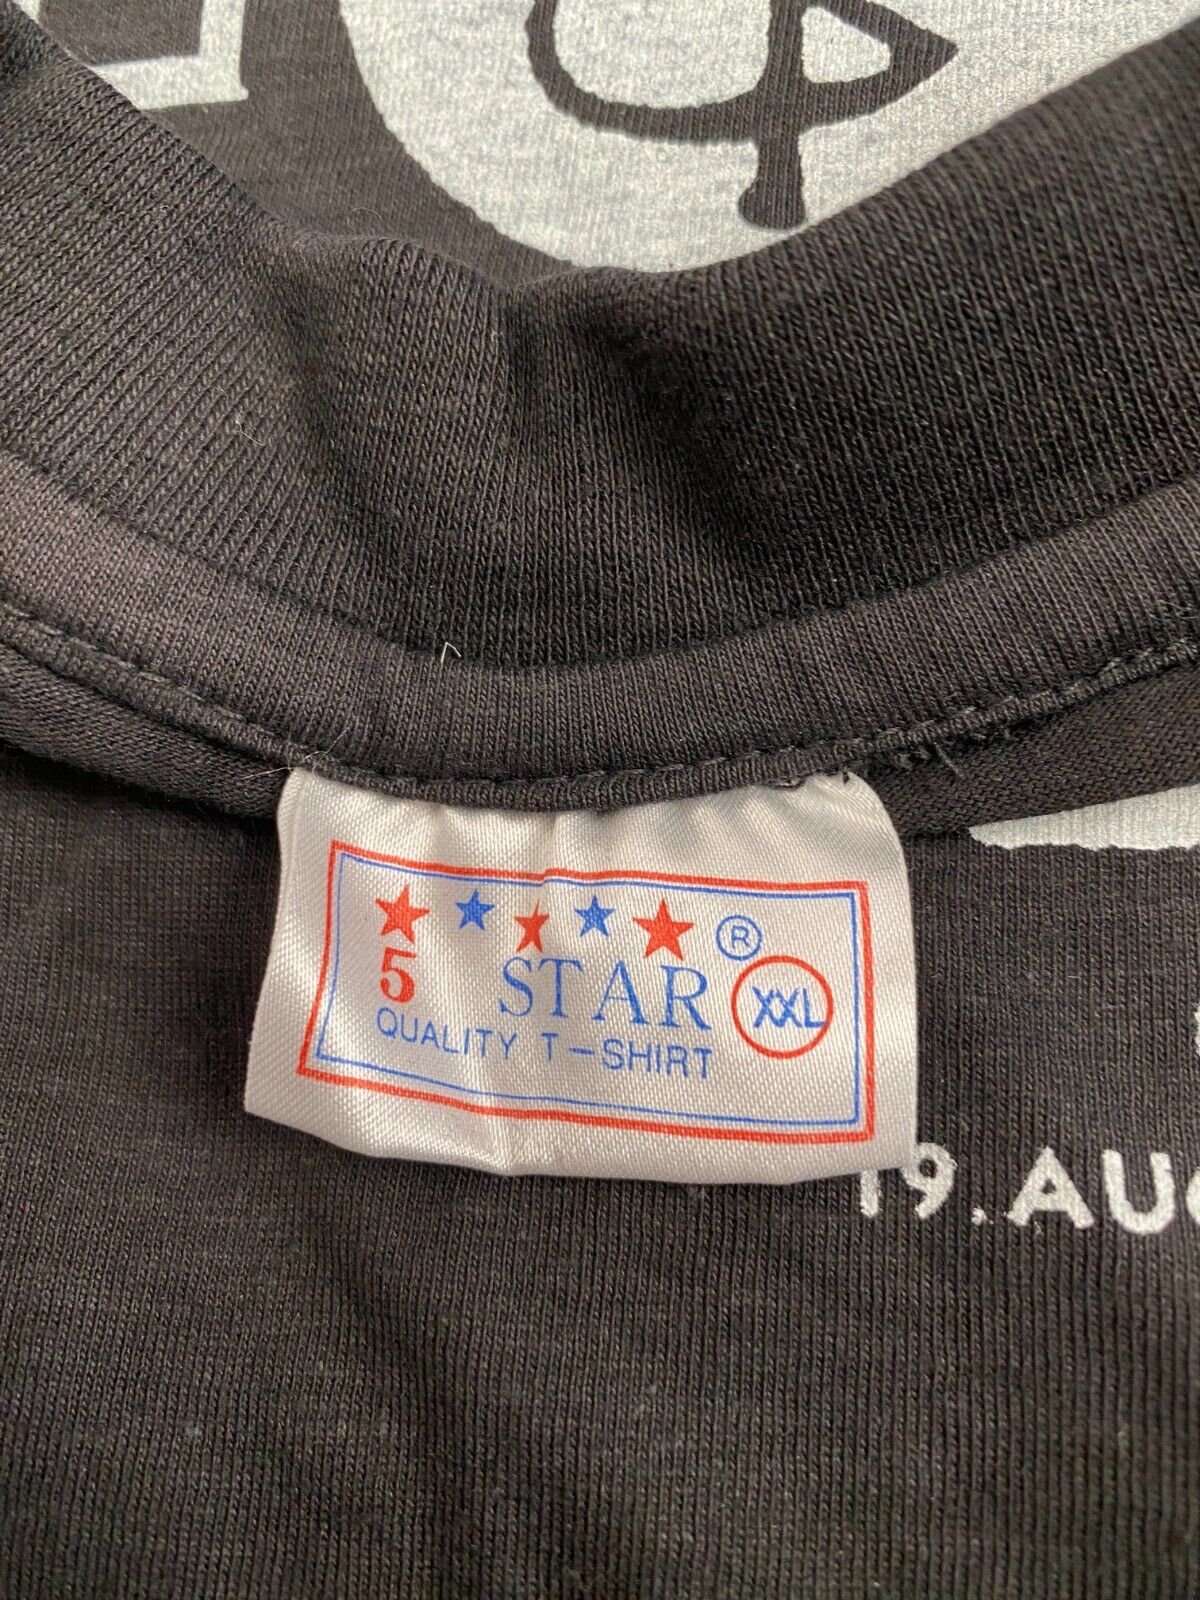 5 STAR ® XXL
QUALITY T-SHIRT
19. AU